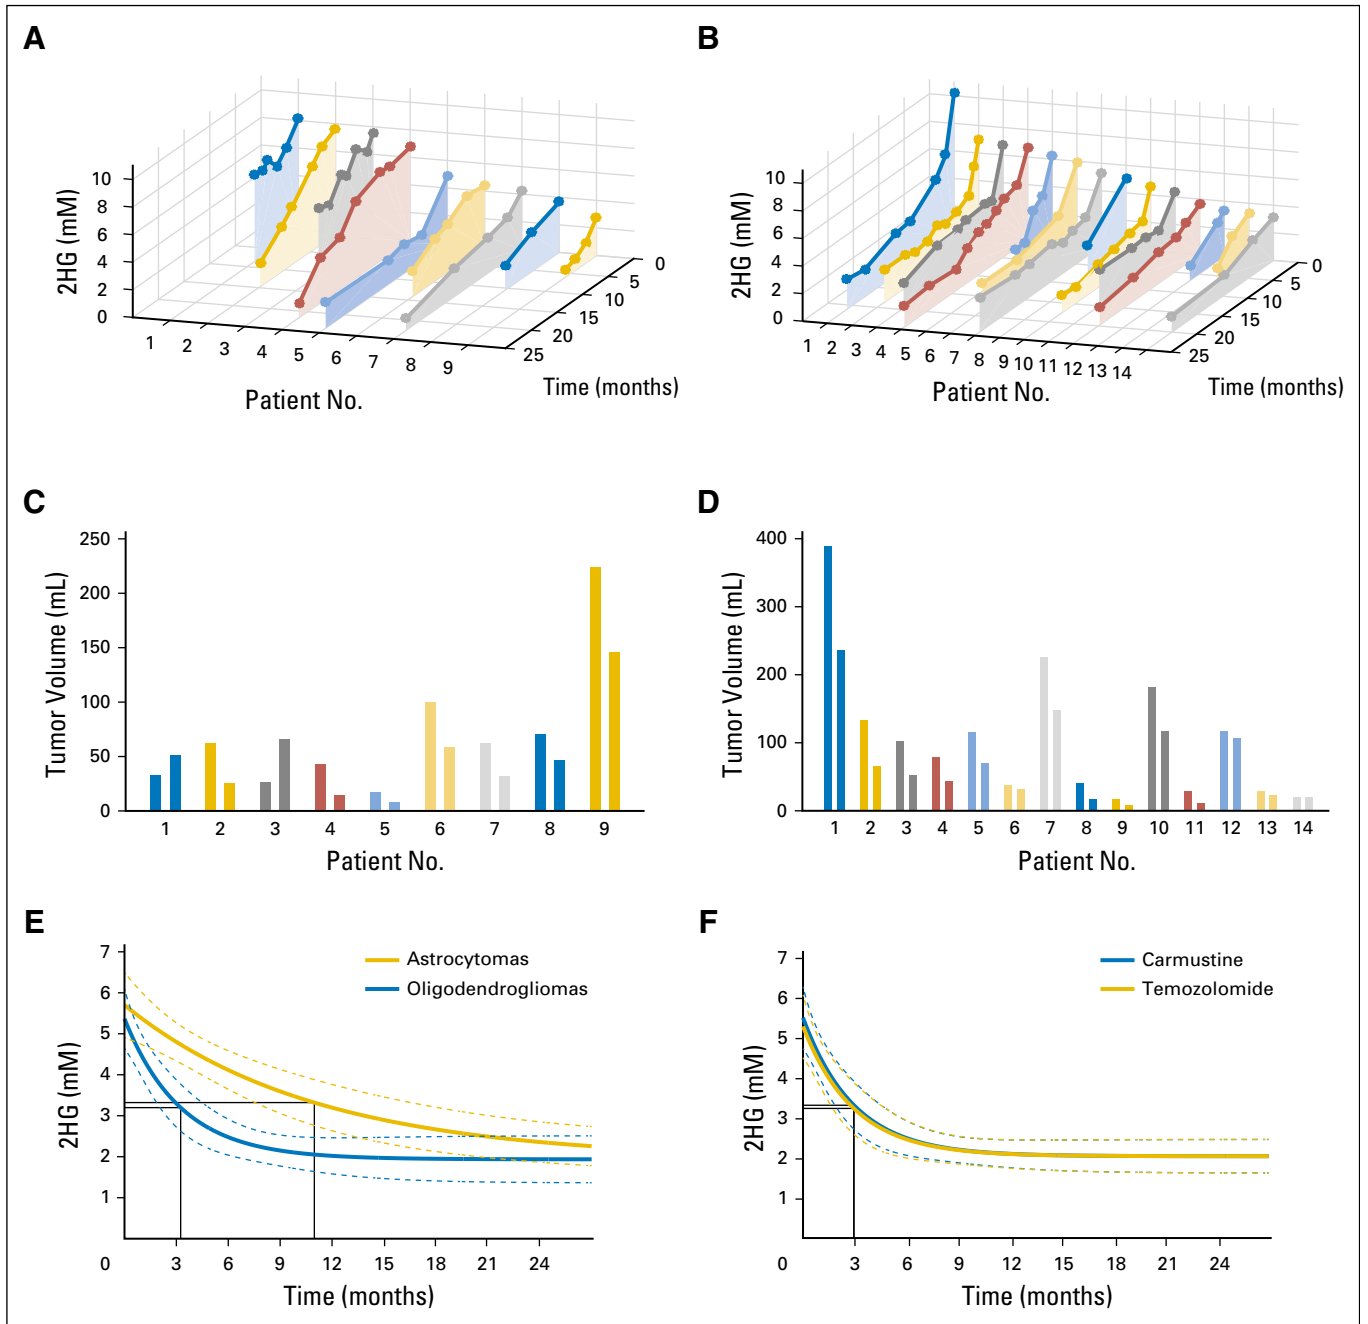 A
2HG (mM)
10
8
6
4
2
0
1 2 3 4 5 6 7 8 9
Patient No.
25 20 15 10 5 0
Time (months)
B
2HG (mM)
10
8
6
4
2
0
1 2 3 4 5 6 7 8 9 10 11 12 13 14
Patient No.
25 20 15 10 5 0
Time (months)
C
Tumor Volume (mL)
250
200
150
100
50
0
1 2 3 4 5 6 7 8 9
Patient No.
D
Tumor Volume (mL)
400
300
200
100
0
1 2 3 4 5 6 7 8 9 10 11 12 13 14
Patient No.
E
2HG (mM)
7
6
5
4
3
2
1
Astrocytomas
Oligodendrogliomas
0 3 6 9 12 15 18 21 24
Time (months)
F
2HG (mM)
7
6
5
4
3
2
1
Carmustine
Temozolomide
0 3 6 9 12 15 18 21 24
Time (months)